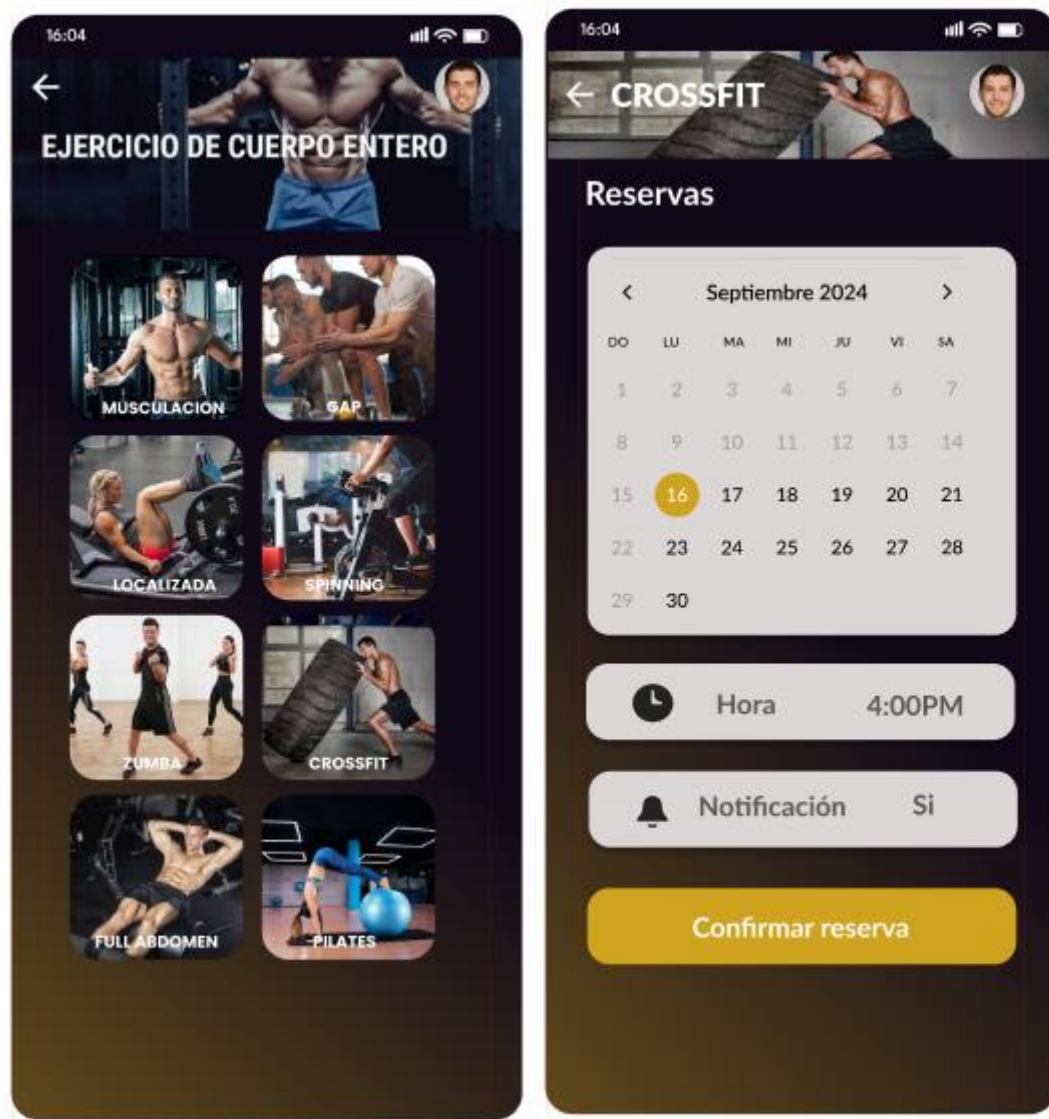 16:04
EJERCICIO DE CUERPO ENTERO
MUSCULACION
GAP
LOCALIZADA
SPINNING
ZUMBA
CROSSFIT
FULL ABDOMEN
PILATES
16:04
CROSSFIT
Reservas
Septiembre 2024
DO LU MA MI JU VI SA
1 2 3 4 5 6 7
8 9 10 11 12 13 14
15 16 17 18 19 20 21
22 23 24 25 26 27 28
29 30
Hora 4:00PM
Notificación Si
Confirmar reserva